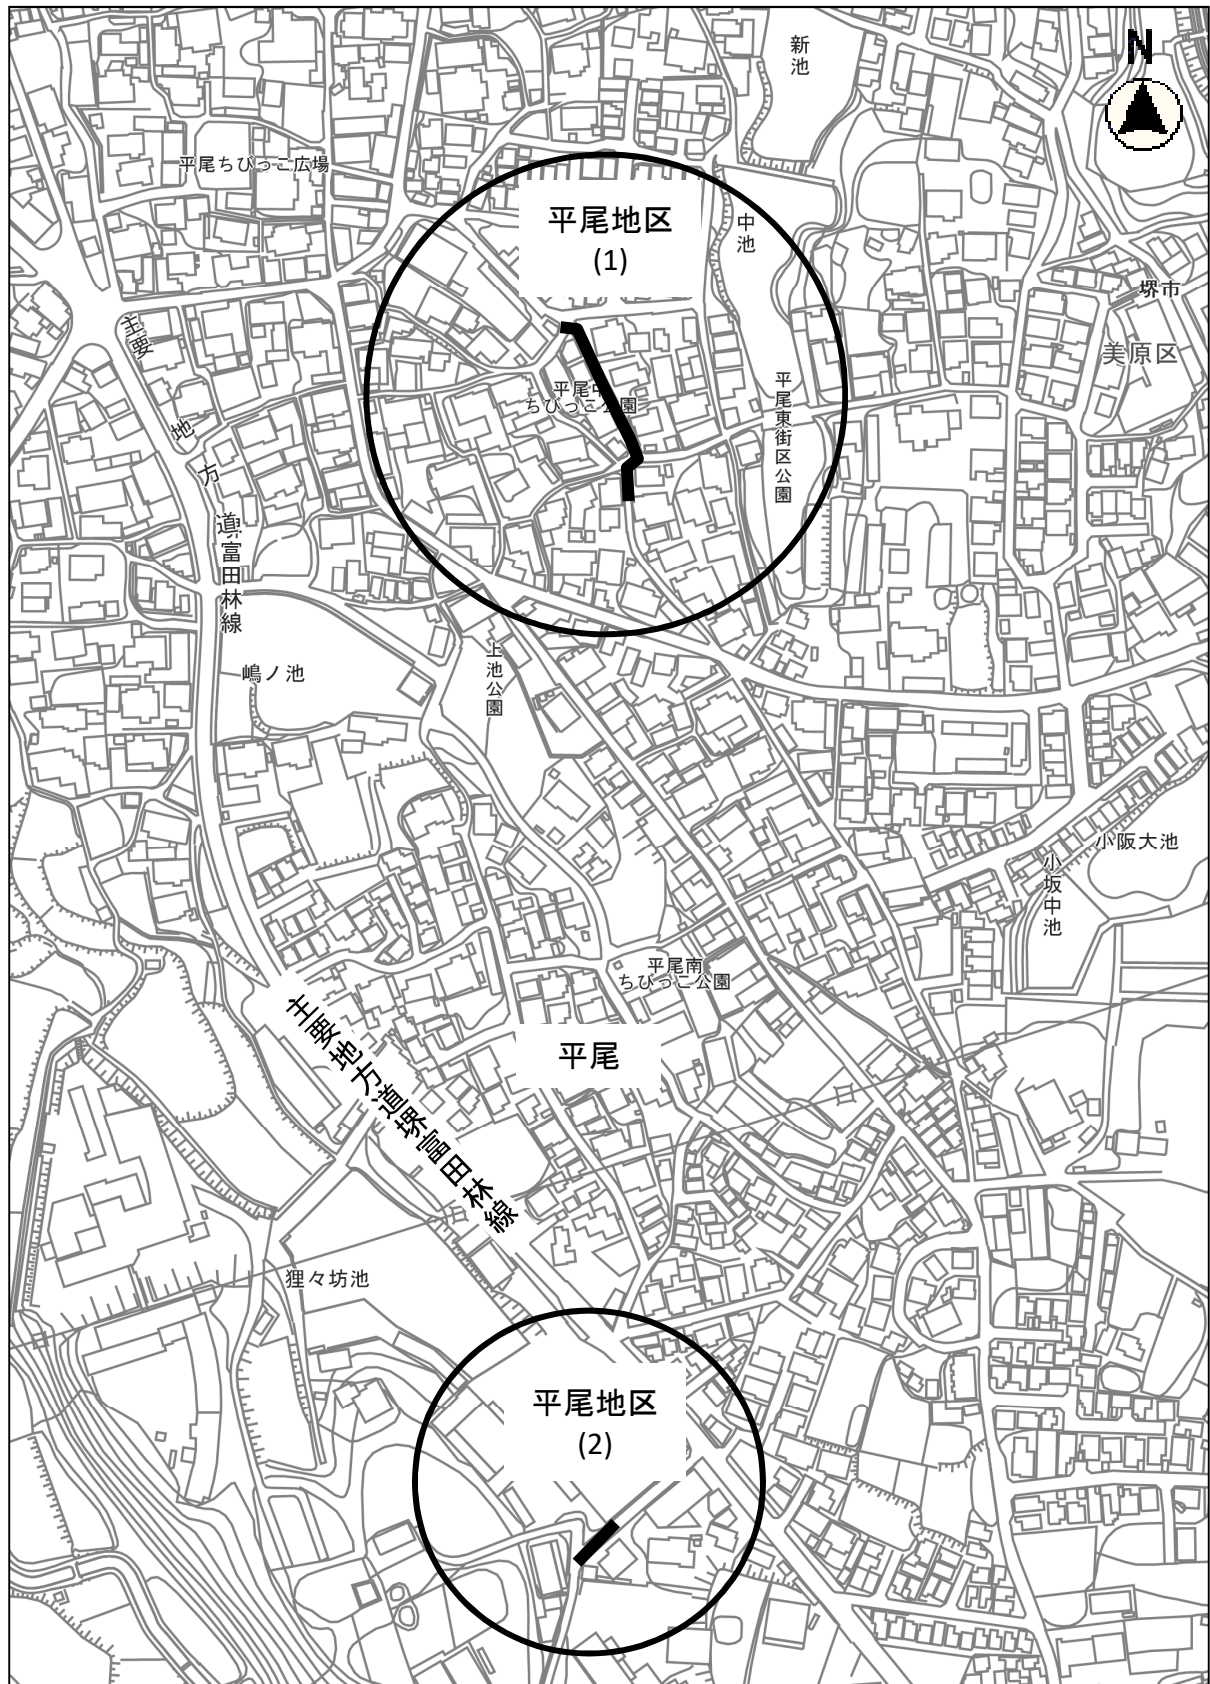 N
新池
平尾ちびっこ広場
平尾地区
(1)
中池
堺市
美原区
主要
地
方
道
富田林線
平尾中
ちびっこ公園
平尾東街区公園
上池公園
嶋ノ池
小阪大池
小坂中池
平尾南
ちびっこ公園
平尾
主要地方道堺富田林線
狸々坊池
平尾地区
(2)